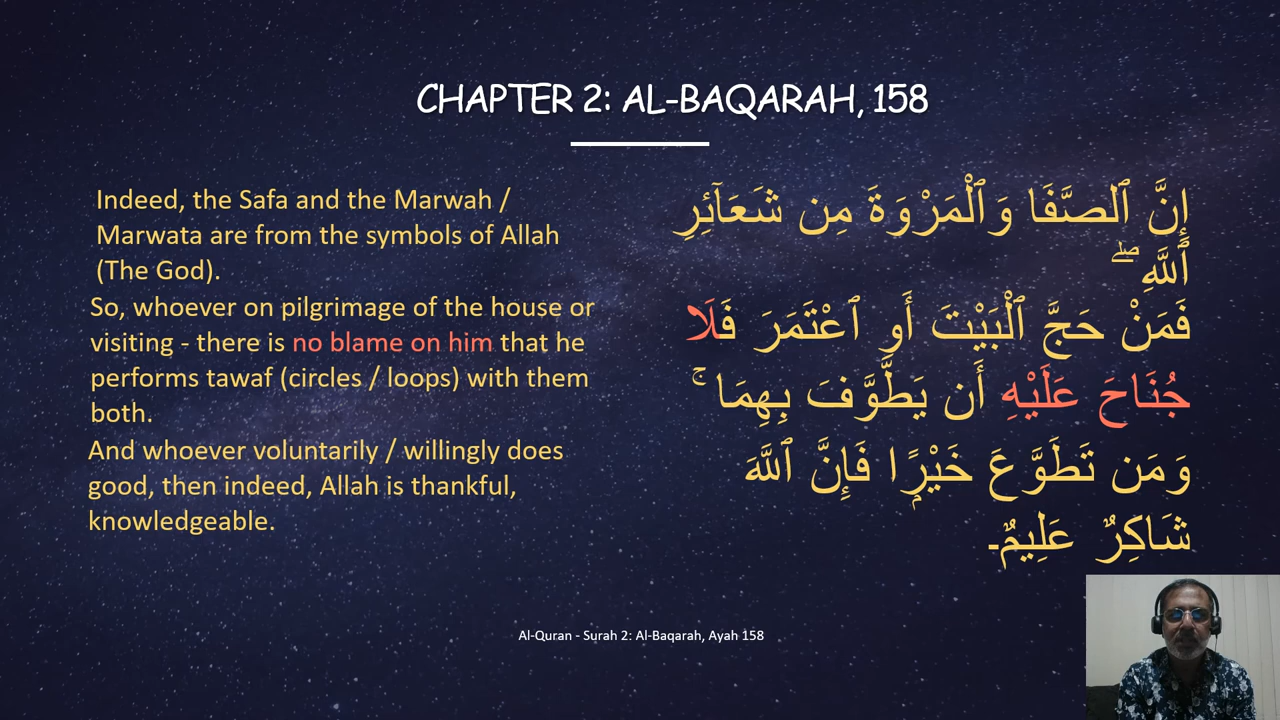 CHAPTER 2: AL-BAQARAH, 158
Indeed, the Safa and the Marwah /
Marwata are from the symbols of Allah
(The God).
So, whoever on pilgrimage of the house or
visiting - there is no blame on him that he
performs tawaf (circles / loops) with them
both.
And whoever voluntarily / willingly does
good, then indeed, Allah is thankful,
knowledgeable.
إِنَّ ٱلصَّفَا وَٱلْمَرْوَةَ مِن شَعَآئِرِ
ٱللَّهِ ۖ
فَمَنْ حَجَّ ٱلْبَيْتَ أَوِ ٱعْتَمَرَ فَلَا
جُنَاحَ عَلَيْهِ أَن يَطَّوَّفَ بِهِمَا ۚ
وَمَن تَطَوَّعَ خَيْرًۭا فَإِنَّ ٱللَّهَ
شَاكِرٌ عَلِيمٌ-
Al-Quran - Surah 2: Al-Baqarah, Ayah 158